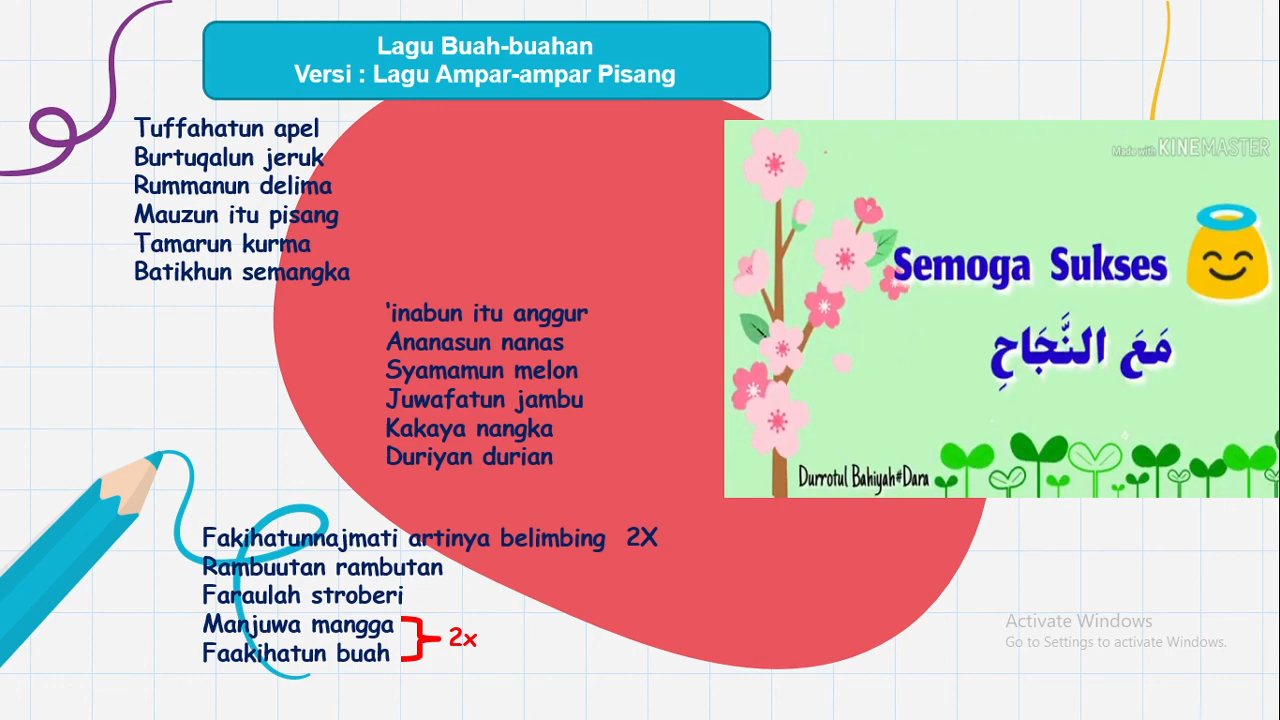 Lagu Buah-buahan
Versi : Lagu Ampar-ampar Pisang
Tuffahatun apel
Burtuqalun jeruk
Rummanun delima
Mauzun itu pisang
Tamarun kurma
Batikhun semangka
‘inabun itu anggur
Ananasun nanas
Syamamun melon
Juwafatun jambu
Kakaya nangka
Duriyan durian
Fakihatunnajmati artinya belimbing 2X
Rambuutan rambutan
Faraulah stroberi
Manjuwa mangga
Faakihatun buah
2x
Made with KINEMASTER
Semoga Sukses
مَعَ النَّجَاحِ
Durrotul Bahiyah#Dara
Activate Windows
Go to Settings to activate Windows.